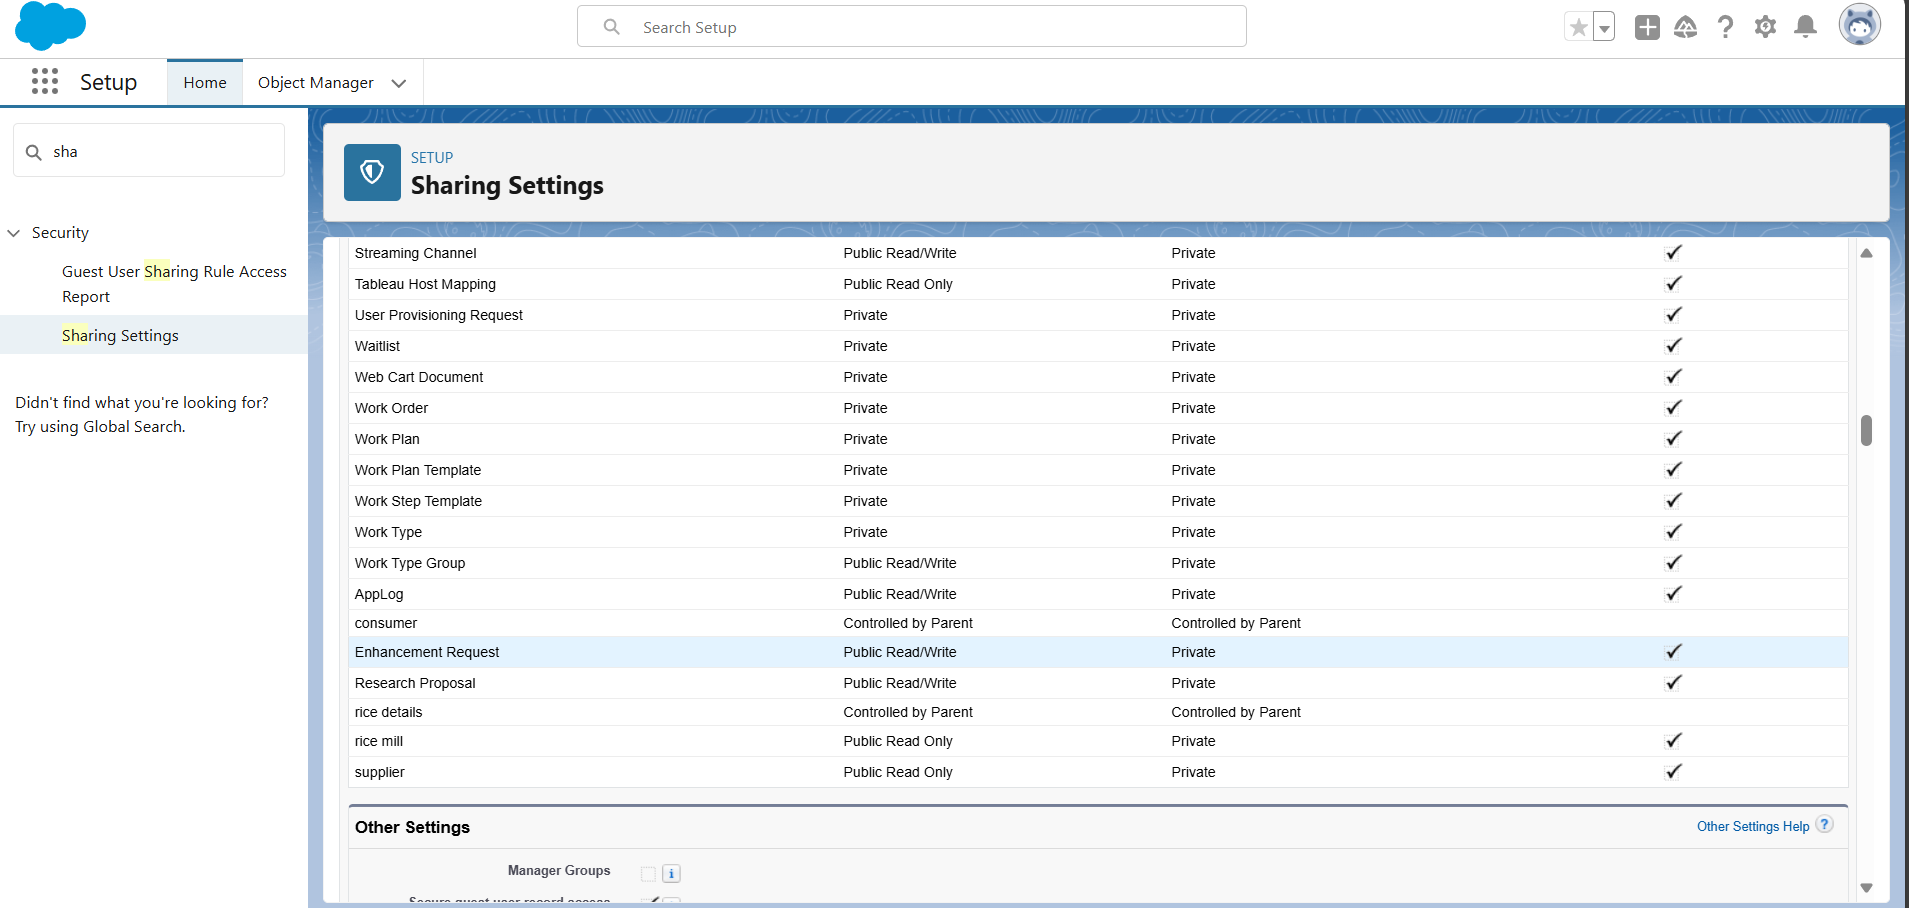 Search Setup
Setup
Home
Object Manager
sha
Security
Guest User Sharing Rule Access
Report
Sharing Settings
Didn't find what you're looking for?
Try using Global Search.
SETUP
Sharing Settings
Streaming Channel Public Read/Write Private
Tableau Host Mapping Public Read Only Private
User Provisioning Request Private Private
Waitlist Private Private
Web Cart Document Private Private
Work Order Private Private
Work Plan Private Private
Work Plan Template Private Private
Work Step Template Private Private
Work Type Private Private
Work Type Group Public Read/Write Private
AppLog Public Read/Write Private
consumer Controlled by Parent Controlled by Parent
Enhancement Request Public Read/Write Private
Research Proposal Public Read/Write Private
rice details Controlled by Parent Controlled by Parent
rice mill Public Read Only Private
supplier Public Read Only Private
Other Settings
Other Settings Help ?
Manager Groups
Secure guest user record access